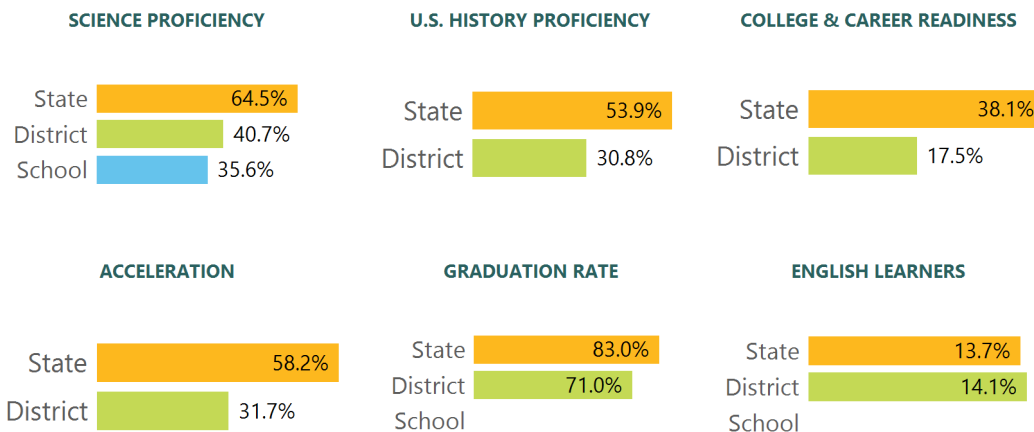 SCIENCE PROFICIENCY
State 64.5%
District 40.7%
School 35.6%
U.S. HISTORY PROFICIENCY
State 53.9%
District 30.8%
COLLEGE & CAREER READINESS
State 38.1%
District 17.5%
ACCELERATION
State 58.2%
District 31.7%
GRADUATION RATE
State 83.0%
District 71.0%
School
ENGLISH LEARNERS
State 13.7%
District 14.1%
School